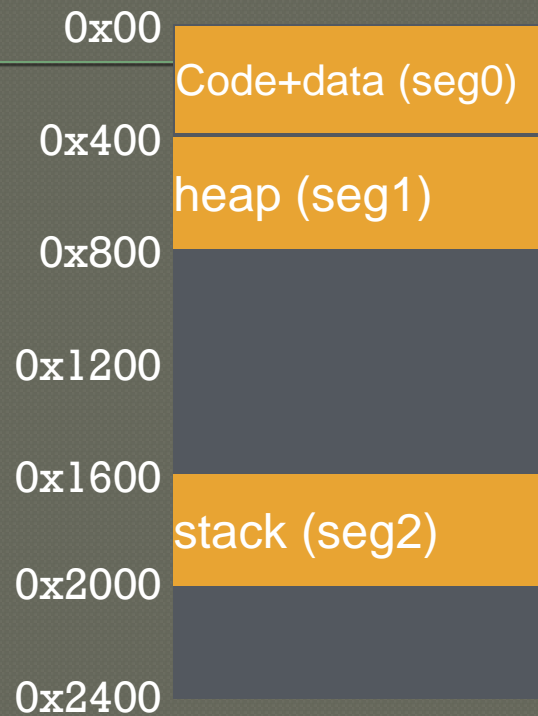 0x00
Code+data (seg0)
0x400
heap (seg1)
0x800
0x1200
0x1600
stack (seg2)
0x2000
0x2400